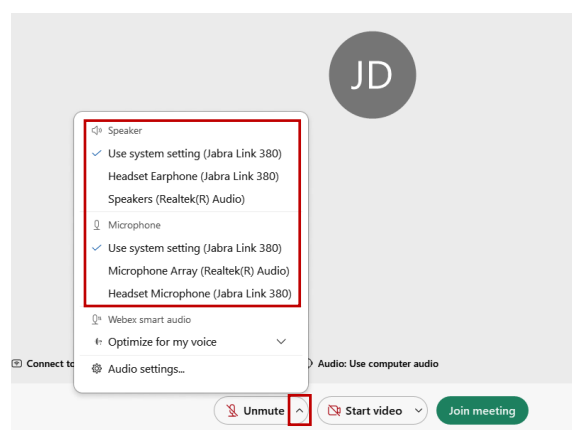 JD
Speaker
Use system setting (Jabra Link 380)
Headset Earphone (Jabra Link 380)
Speakers (Realtek(R) Audio)
Microphone
Use system setting (Jabra Link 380)
Microphone Array (Realtek(R) Audio)
Headset Microphone (Jabra Link 380)
Webex smart audio
Optimize for my voice
Audio settings...
Connect to
Audio: Use computer audio
Unmute
Start video
Join meeting